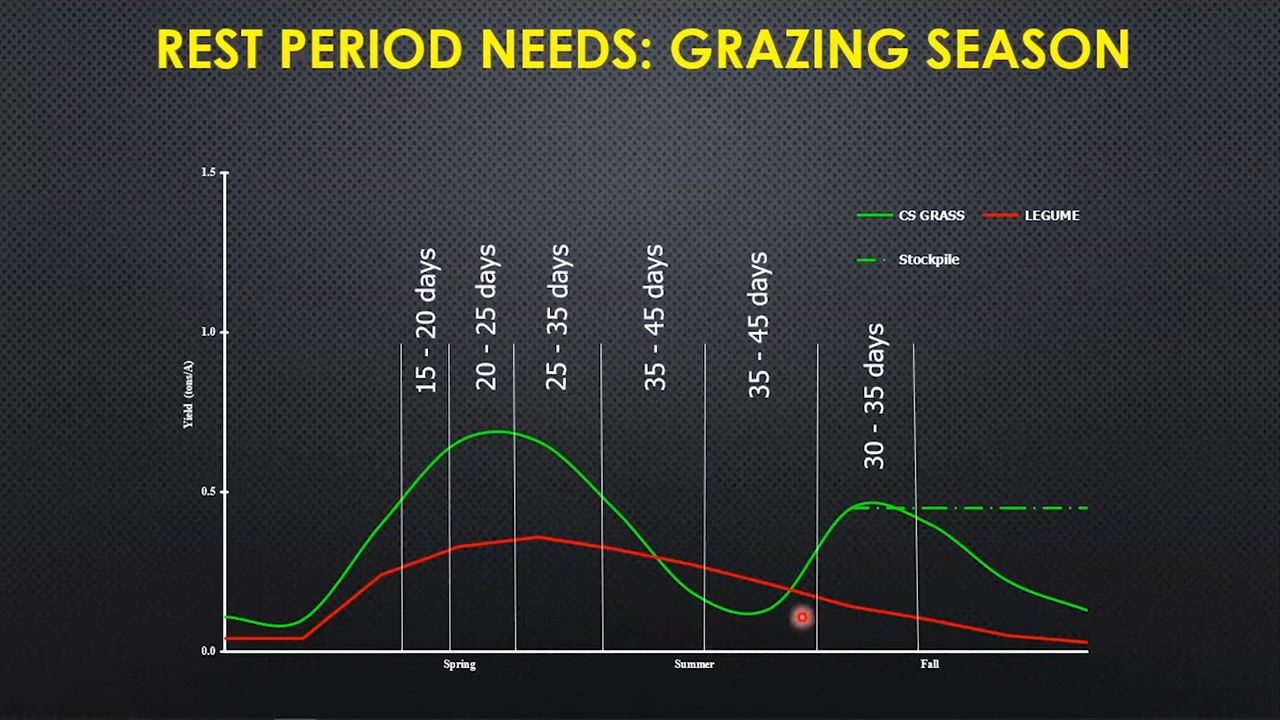 REST PERIOD NEEDS: GRAZING SEASON
1.5
1.0
0.5
0.0
Yield (tons/A)
15 - 20 days
20 - 25 days
25 - 35 days
35 - 45 days
35 - 45 days
30 - 35 days
CS GRASS
LEGUME
Stockpile
Spring
Summer
Fall